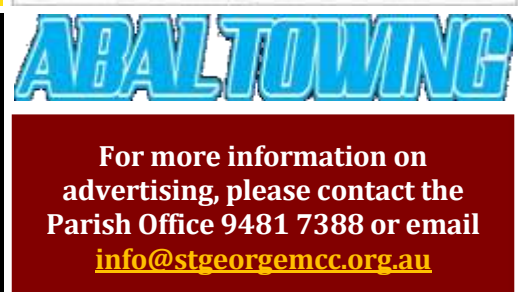 ABAL TOWING
For more information on
advertising, please contact the
Parish Office 9481 7388 or email
info@stgeorgemcc.org.au